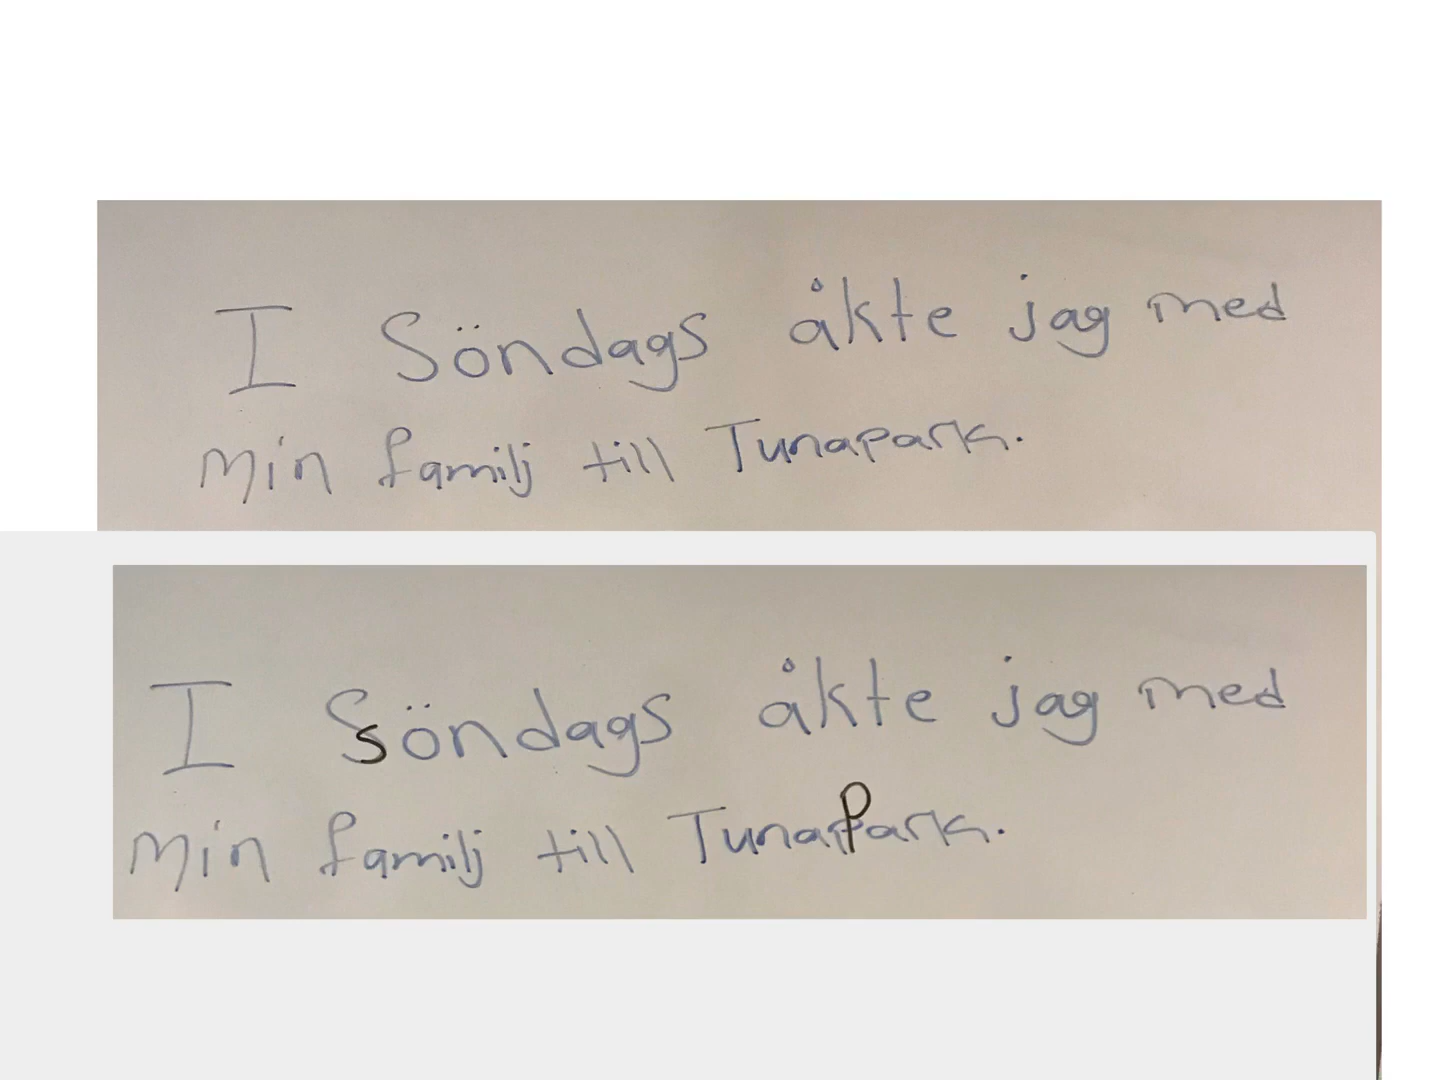 I Söndags åkte jag med
min familj till Tunapark.
I söndags åkte jag med
min familj till TunaPark.